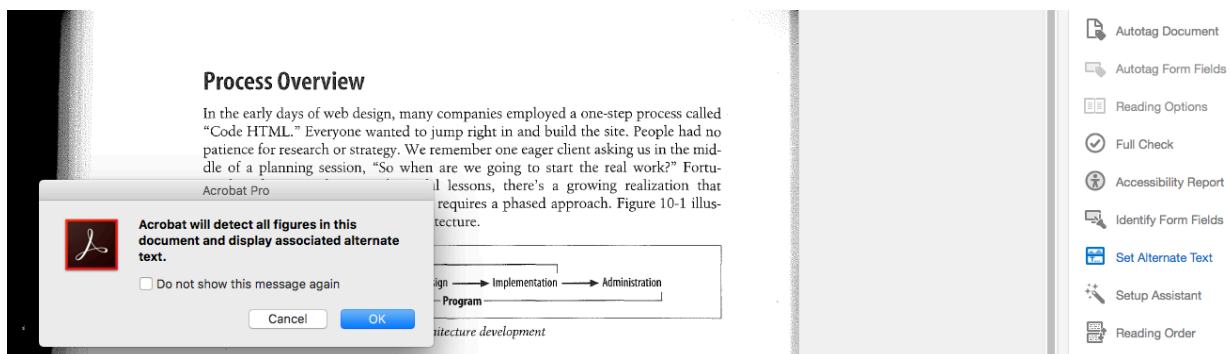 Process Overview
In the early days of web design, many companies employed a one-step process called
“Code HTML.” Everyone wanted to jump right in and build the site. People had no
patience for research or strategy. We remember one eager client asking us in the mid-
dle of a planning session, “So when are we going to start the real work?” Fortu-
lessons, there’s a growing realization that
requires a phased approach. Figure 10-1 illus-
tecture.
Implementation
Administration
Program
architecture development
Acrobat Pro
Acrobat will detect all figures in this
document and display associated alternate
text.
Do not show this message again
Cancel
OK
Autotag Document
Autotag Form Fields
Reading Options
Full Check
Accessibility Report
Identify Form Fields
Set Alternate Text
Setup Assistant
Reading Order